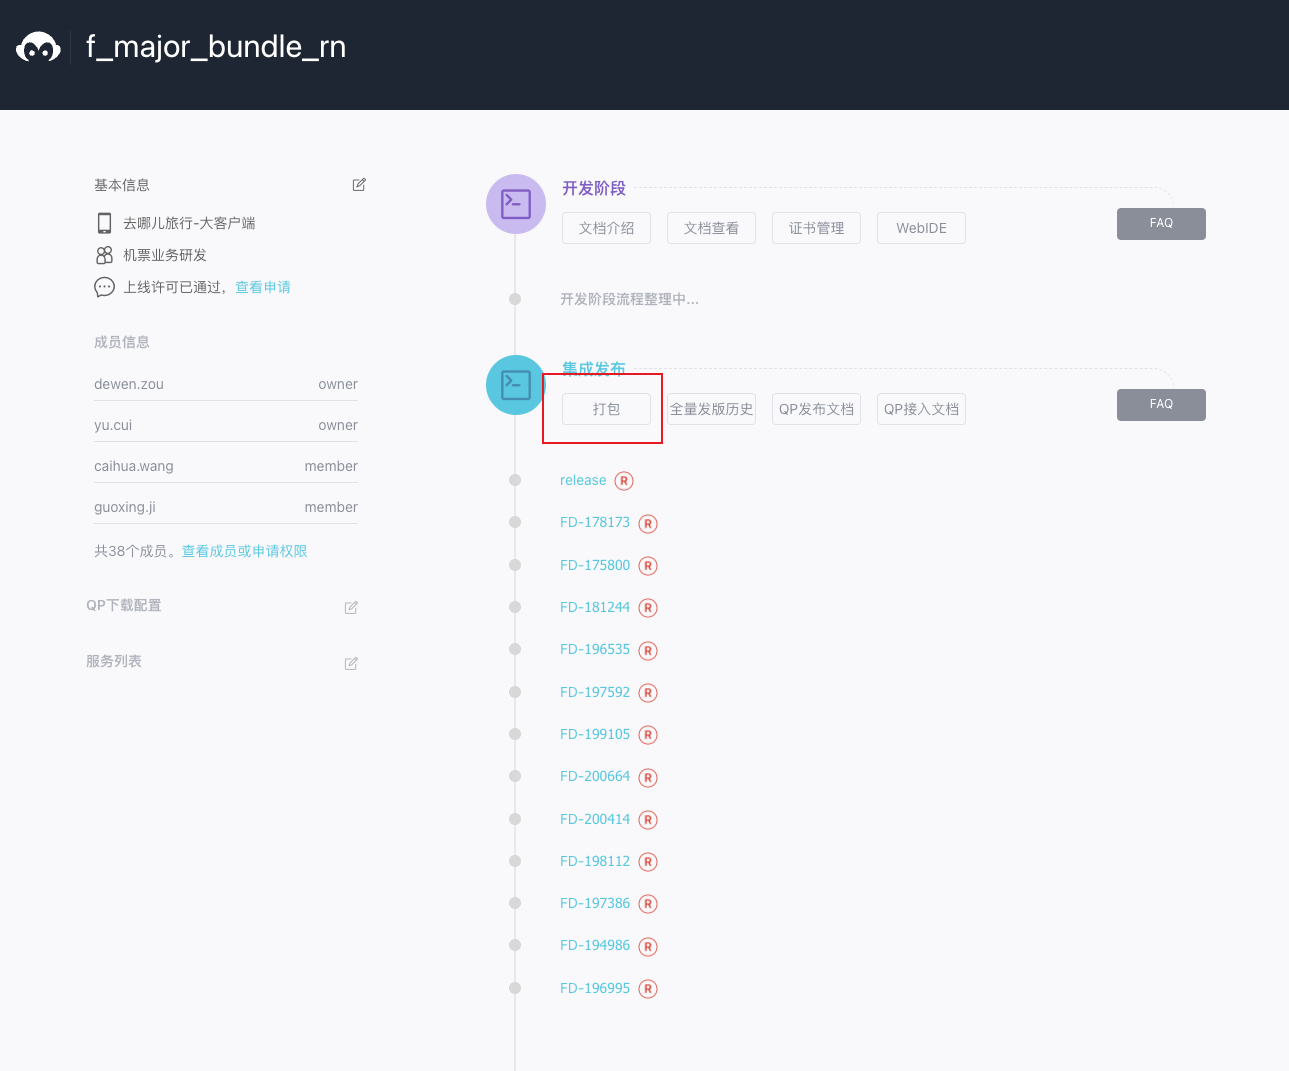 f_major_bundle_rn
基本信息
去哪儿旅行-大客户端
机票业务研发
上线许可已通过，查看申请
成员信息
dewen.zou owner
yu.cui owner
caihua.wang member
guoxing.ji member
共38个成员。查看成员或申请权限
QP下载配置
服务列表
开发阶段
文档介绍 文档查看 证书管理 WebIDE FAQ
开发阶段流程整理中...
集成发布
打包 全量发版历史 QP发布文档 QP接入文档 FAQ
release R
FD-178173 R
FD-175800 R
FD-181244 R
FD-196535 R
FD-197592 R
FD-199105 R
FD-200664 R
FD-200414 R
FD-198112 R
FD-197386 R
FD-194986 R
FD-196995 R